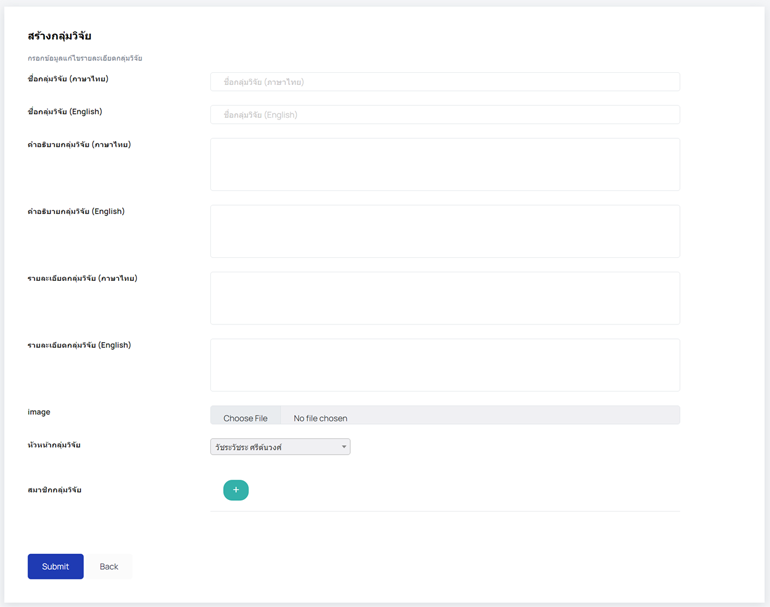 สร้างกลุ่มวิจัย
กรอกข้อมูลแก้ไขรายละเอียดกลุ่มวิจัย
ชื่อกลุ่มวิจัย (ภาษาไทย)
ชื่อกลุ่มวิจัย (ภาษาไทย)
ชื่อกลุ่มวิจัย (English)
ชื่อกลุ่มวิจัย (English)
คำอธิบายกลุ่มวิจัย (ภาษาไทย)
คำอธิบายกลุ่มวิจัย (English)
รายละเอียดกลุ่มวิจัย (ภาษาไทย)
รายละเอียดกลุ่มวิจัย (English)
image
Choose File No file chosen
หัวหน้ากลุ่มวิจัย
วัชระวัชระ
สมาชิกกลุ่มวิจัย
+
Submit Back